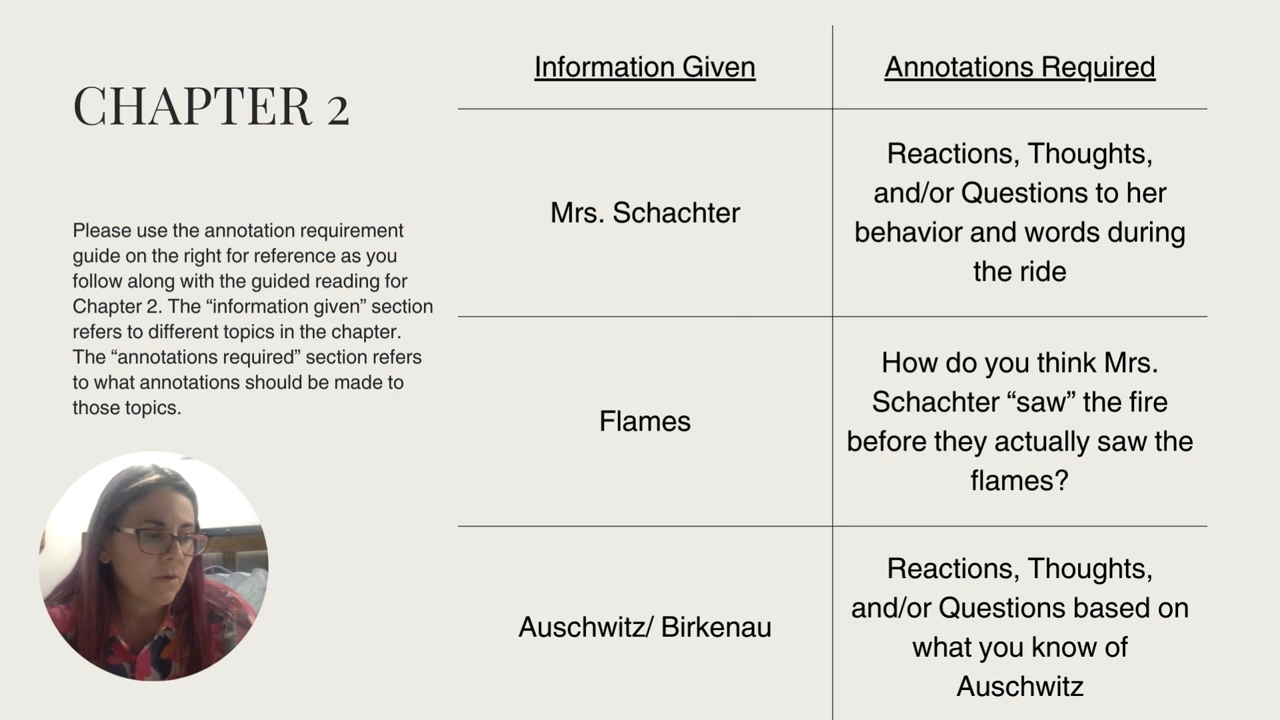 CHAPTER 2
Please use the annotation requirement
guide on the right for reference as you
follow along with the guided reading for
Chapter 2. The “information given” section
refers to different topics in the chapter.
The “annotations required” section refers
to what annotations should be made to
those topics.
Information Given
Annotations Required
Mrs. Schachter
Reactions, Thoughts,
and/or Questions to her
behavior and words during
the ride
Flames
How do you think Mrs.
Schachter “saw” the fire
before they actually saw the
flames?
Auschwitz/ Birkenau
Reactions, Thoughts,
and/or Questions based on
what you know of
Auschwitz